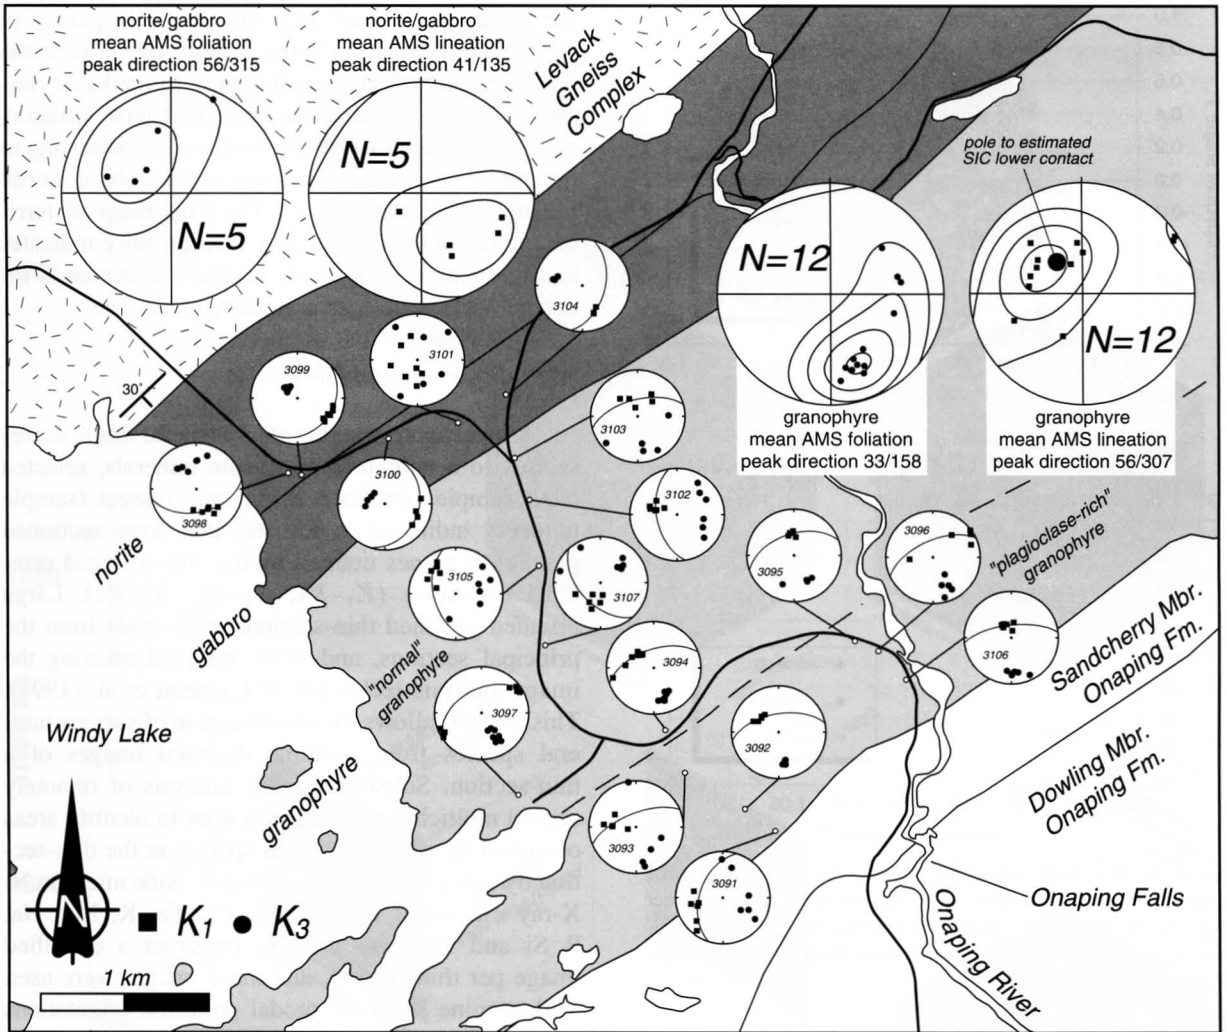 norite/gabbro
mean AMS foliation
peak direction 56/315
norite/gabbro
mean AMS lineation
peak direction 41/135
Levack
Gneiss
Complex
pole to estimated
SIC lower contact
N=5
N=5
N=12
N=12
granophyre
mean AMS foliation
peak direction 33/158
granophyre
mean AMS lineation
peak direction 56/307
3104
3101
3099
3103
30°
3100
3098
3102
3096
3095
3105
3107
3106
3094
3097
3092
3093
3091
norite
gabbro
"normal"
granophyre
granophyre
"plagioclase-rich"
granophyre
Sandcherry Mbr.
Onaping Fm.
Dowling Mbr.
Onaping Fm.
Windy Lake
Onaping Falls
Onaping River
N
K1
K3
1 km